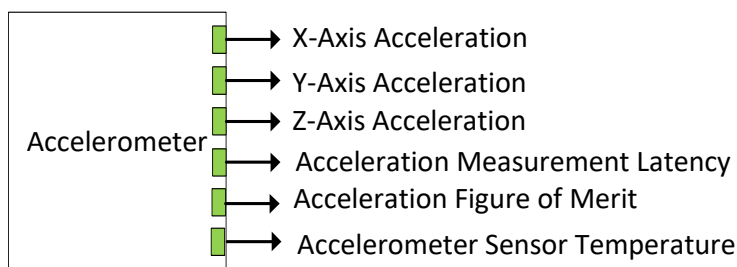 X-Axis Acceleration
Y-Axis Acceleration
Z-Axis Acceleration
Accelerometer
Acceleration Measurement Latency
Acceleration Figure of Merit
Accelerometer Sensor Temperature